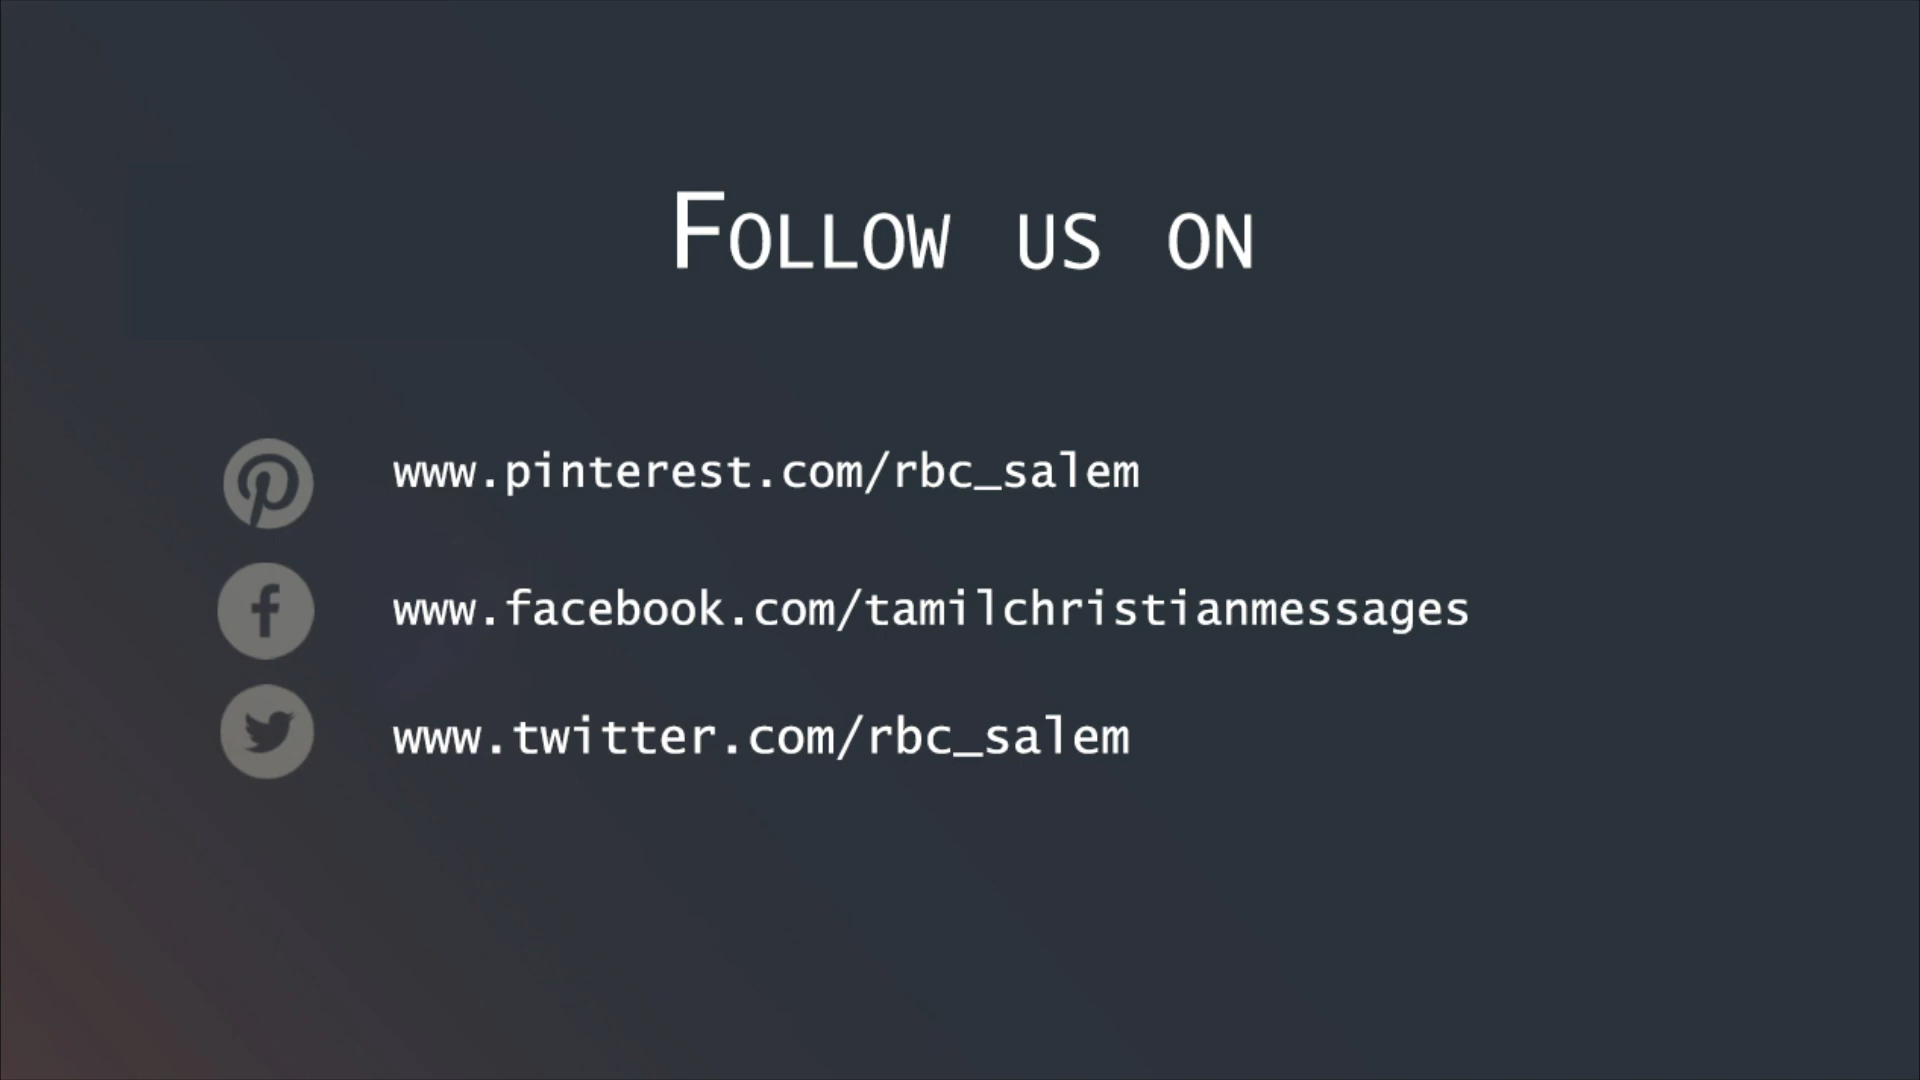 Follow us on
www.pinterest.com/rbc_salem
www.facebook.com/tamilchristianmessages
www.twitter.com/rbc_salem